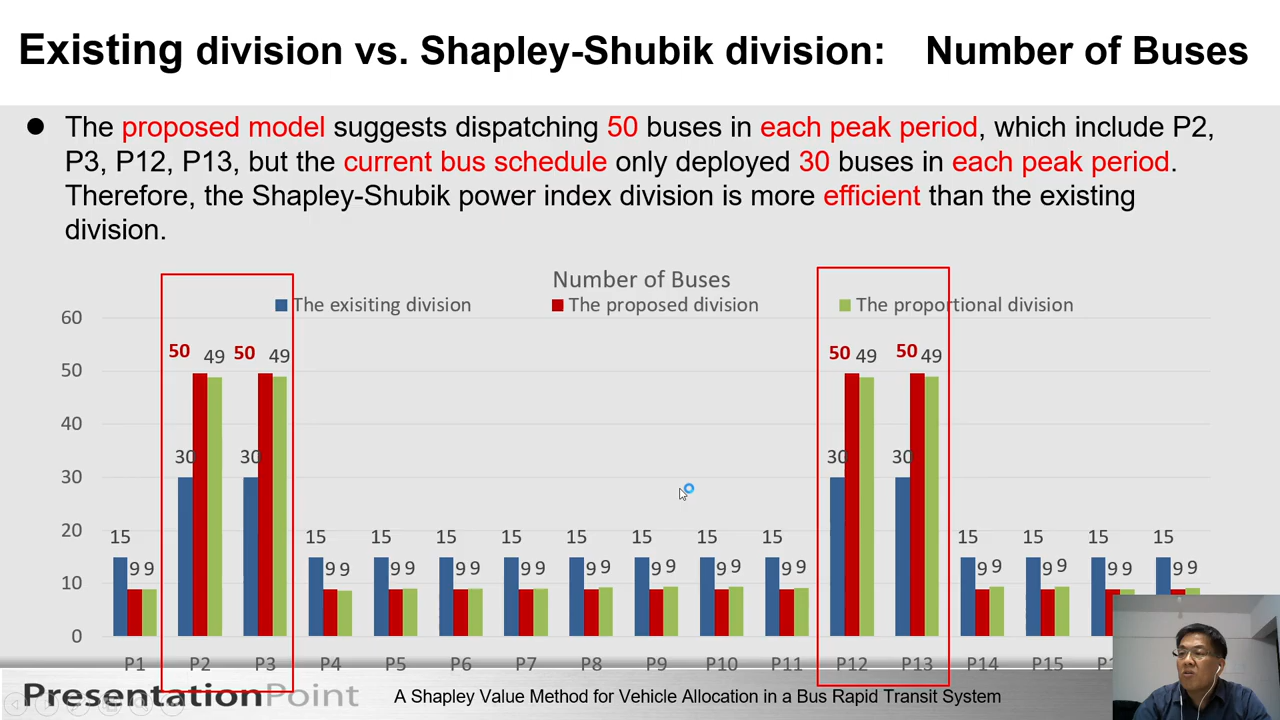 Existing division vs. Shapley-Shubik division: Number of Buses
● The proposed model suggests dispatching 50 buses in each peak period, which include P2,
P3, P12, P13, but the current bus schedule only deployed 30 buses in each peak period.
Therefore, the Shapley-Shubik power index division is more efficient than the existing
division.
Number of Buses
The exisiting division The proposed division The proportional division
60
50
40
30
20
10
0
15 9 9
30 50 49
30 50 49
15 9 9
15 9 9
15 9 9
15 9 9
15 9 9
15 9 9
15 9 9
15 9 9
30 50 49
30 50 49
15 9 9
15 9 9
15 9 9
15 9 9
P1 P2 P3 P4 P5 P6 P7 P8 P9 P10 P11 P12 P13 P14 P15
PresentationPoint
A Shapley Value Method for Vehicle Allocation in a Bus Rapid Transit System